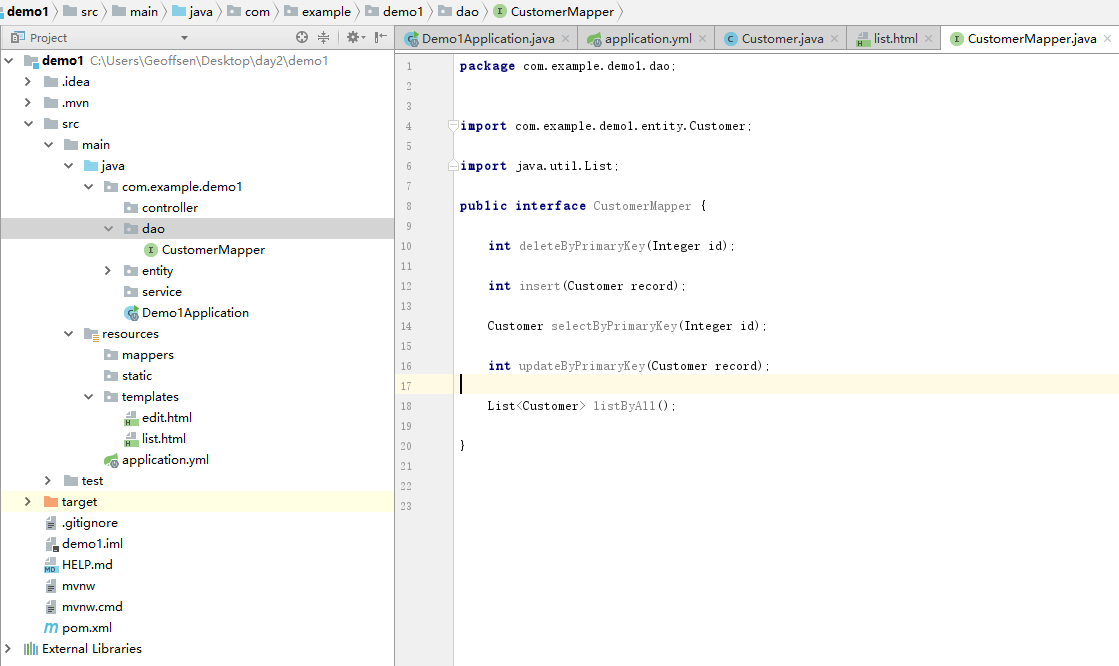 demo1 src main java com example demo1 dao CustomerMapper
Project
Demo1Application.java application.yml Customer.java list.html CustomerMapper.java
demo1 C:\Users\Geoffsen\Desktop\day2\demo1
.idea
.mvn
src
main
java
com.example.demo1
controller
dao
CustomerMapper
entity
service
Demo1Application
resources
mappers
static
templates
edit.html
list.html
application.yml
test
target
.gitignore
demo1.iml
HELP.md
mvnw
mvnw.cmd
pom.xml
External Libraries
1 package com.example.demo1.dao;
2
3
4 import com.example.demo1.entity.Customer;
5
6 import java.util.List;
7
8 public interface CustomerMapper {
9
10 int deleteByPrimaryKey(Integer id);
11
12 int insert(Customer record);
13
14 Customer selectByPrimaryKey(Integer id);
15
16 int updateByPrimaryKey(Customer record);
17
18 List<Customer> listByAll();
19
20 }
21
22
23